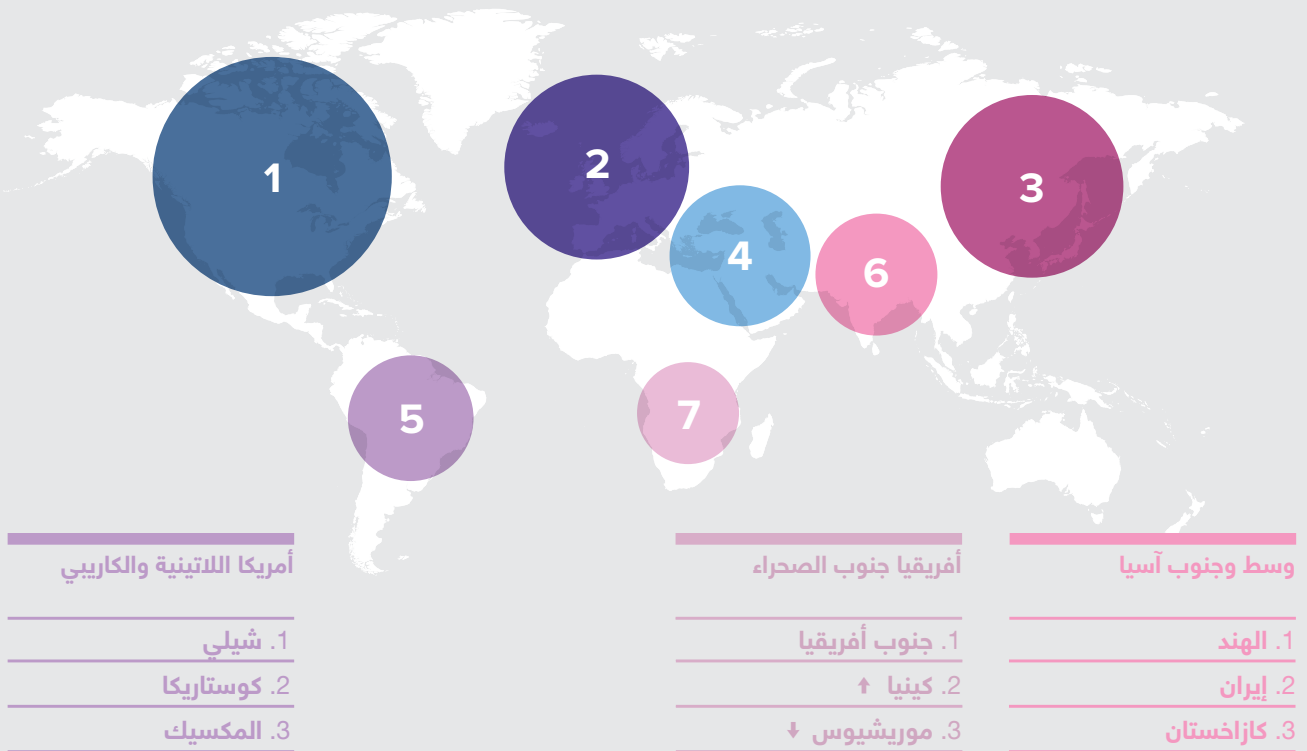 1
2
3
4
6
5
7
وسط وجنوب آسيا
1. الهند
2. إيران
3. كازاخستان
أفريقيا جنوب الصحراء
1. جنوب أفريقيا
2. كينيا ⬆
3. موريشيوس ⬇
أمريكا اللاتينية والكاريبي
1. شيلي
2. كوستاريكا
3. المكسيك